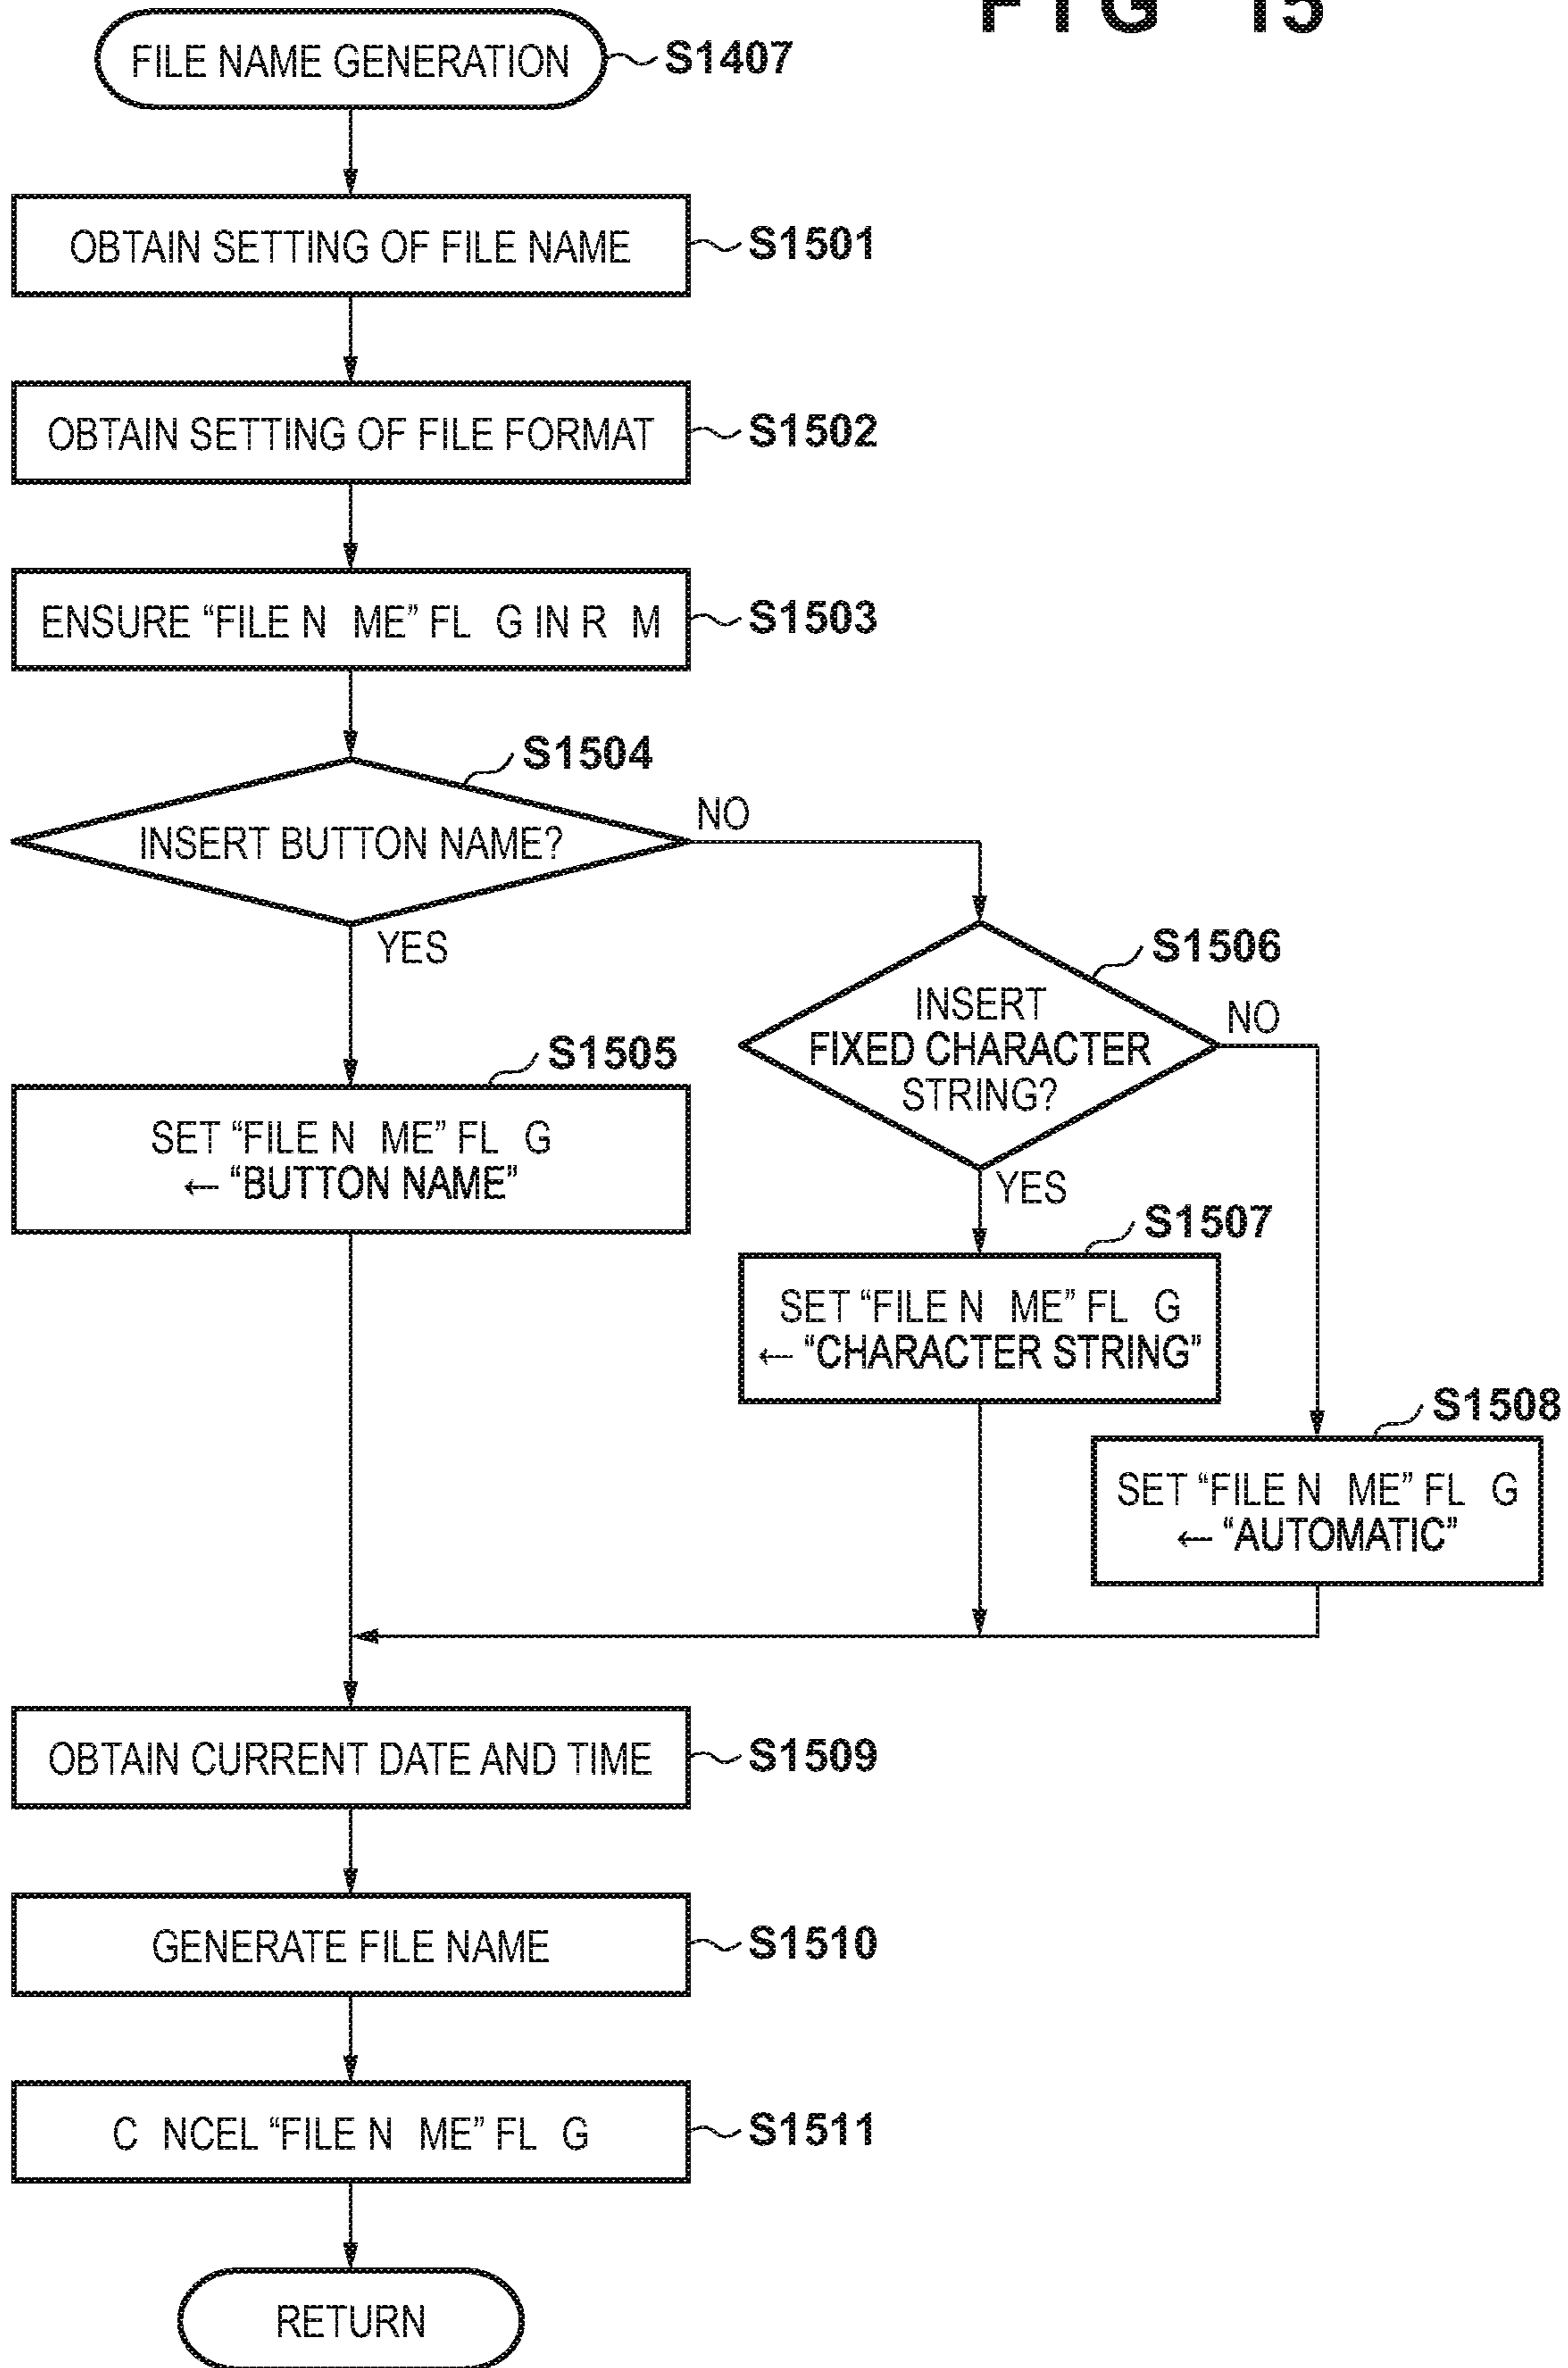 FIG 15
FILE NAME GENERATION
S1407
OBTAIN SETTING OF FILE NAME
S1501
OBTAIN SETTING OF FILE FORMAT
S1502
ENSURE “FILE N ME” FL G IN R M
S1503
S1504
INSERT BUTTON NAME?
NO
YES
S1506
INSERT
FIXED CHARACTER
STRING?
NO
YES
S1505
SET “FILE N ME” FL G
← “BUTTON NAME”
S1507
SET “FILE N ME” FL G
← “CHARACTER STRING”
S1508
SET “FILE N ME” FL G
← “AUTOMATIC”
OBTAIN CURRENT DATE AND TIME
S1509
GENERATE FILE NAME
S1510
C NCEL “FILE N ME” FL G
S1511
RETURN